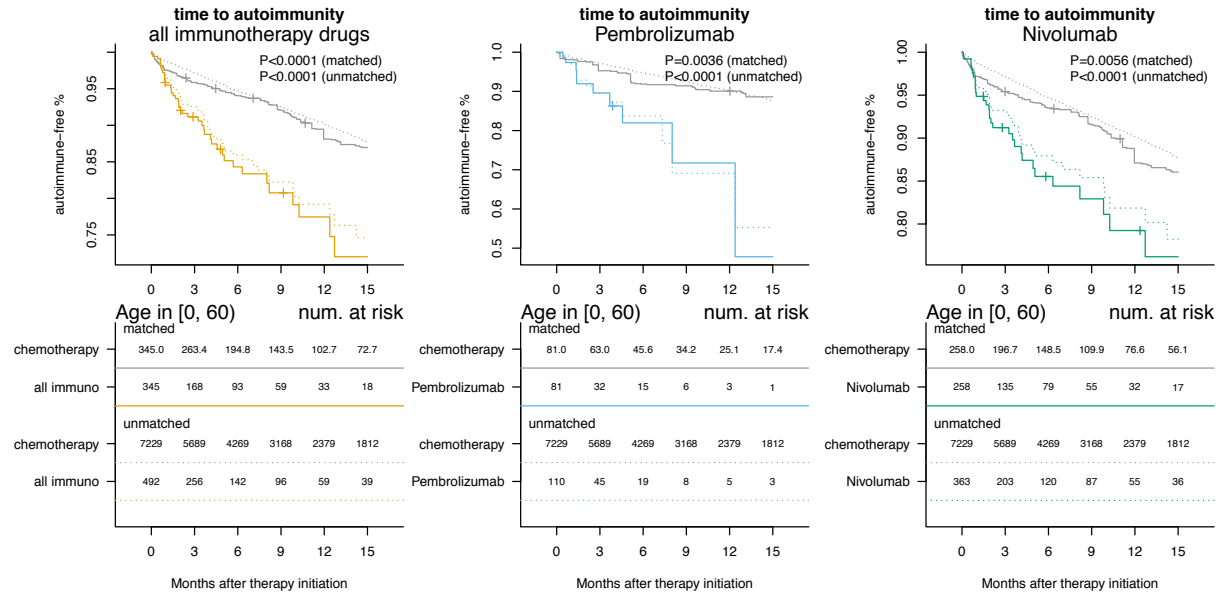 time to autoimmunity
all immunotherapy drugs
P<0.0001 (matched)
P<0.0001 (unmatched)
autoimmune−free %
0.95
0.85
0.75
0 3 6 9 12 15
Age in [0, 60) num. at risk
matched
chemotherapy 345.0 263.4 194.8 143.5 102.7 72.7
all immuno 345 168 93 59 33 18
unmatched
chemotherapy 7229 5689 4269 3168 2379 1812
all immuno 492 256 142 96 59 39
0 3 6 9 12 15
Months after therapy initiation
time to autoimmunity
Pembrolizumab
P=0.0036 (matched)
P<0.0001 (unmatched)
autoimmune−free %
1.0
0.9
0.8
0.7
0.6
0.5
0 3 6 9 12 15
Age in [0, 60) num. at risk
matched
chemotherapy 81.0 63.0 45.6 34.2 25.1 17.4
Pembrolizumab 81 32 15 6 3 1
unmatched
chemotherapy 7229 5689 4269 3168 2379 1812
Pembrolizumab 110 45 19 8 5 3
0 3 6 9 12 15
Months after therapy initiation
time to autoimmunity
Nivolumab
P=0.0056 (matched)
P<0.0001 (unmatched)
autoimmune−free %
1.00
0.95
0.90
0.85
0.80
0 3 6 9 12 15
Age in [0, 60) num. at risk
matched
chemotherapy 258.0 196.7 148.5 109.9 76.6 56.1
Nivolumab 258 135 79 55 32 17
unmatched
chemotherapy 7229 5689 4269 3168 2379 1812
Nivolumab 363 203 120 87 55 36
0 3 6 9 12 15
Months after therapy initiation